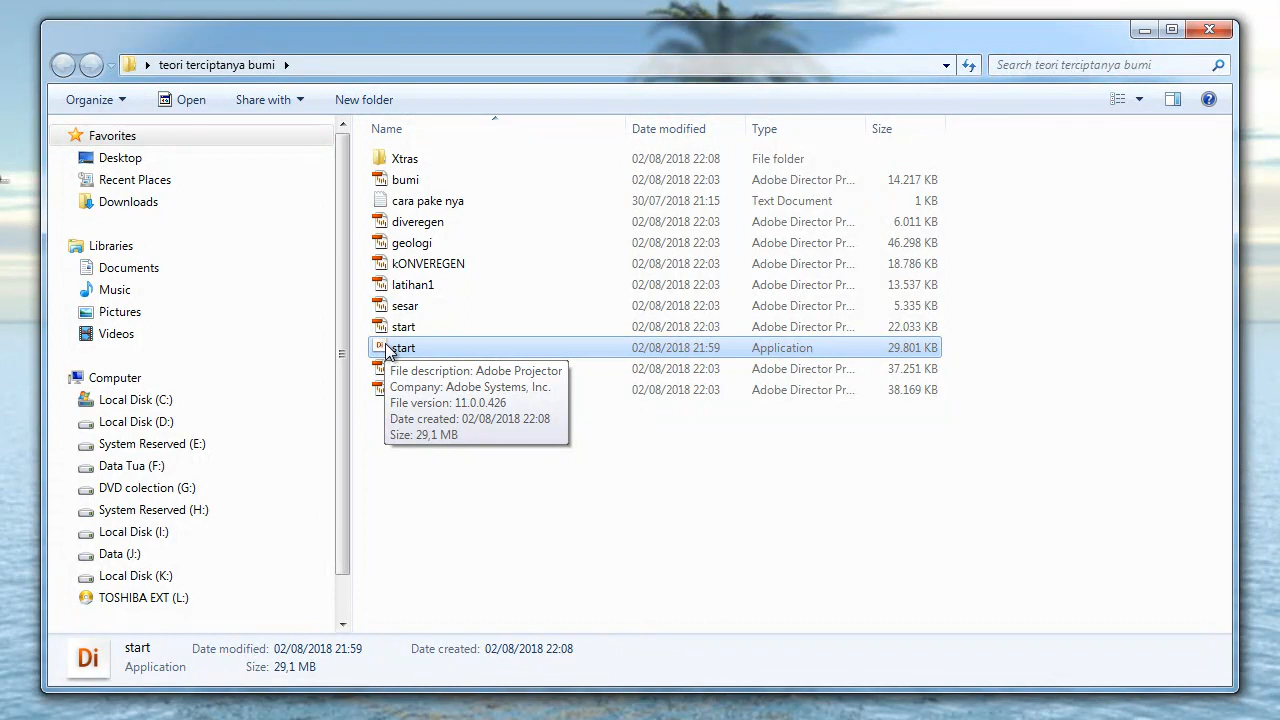 teori terciptanya bumi
Search teori terciptanya bumi
Organize Open Share with New folder
Name Date modified Type Size
Favorites
Desktop
Recent Places
Downloads
Libraries
Documents
Music
Pictures
Videos
Computer
Local Disk (C:)
Local Disk (D:)
System Reserved (E:)
Data Tua (F:)
DVD colection (G:)
System Reserved (H:)
Local Disk (I:)
Data (J:)
Local Disk (K:)
TOSHIBA EXT (L:)
Xtras 02/08/2018 22:08 File folder
bumi 02/08/2018 22:03 Adobe Director Pr... 14.217 KB
cara pake nya 30/07/2018 21:15 Text Document 1 KB
diveregen 02/08/2018 22:03 Adobe Director Pr... 6.011 KB
geologi 02/08/2018 22:03 Adobe Director Pr... 46.298 KB
kONVEREGEN 02/08/2018 22:03 Adobe Director Pr... 18.786 KB
latihan1 02/08/2018 22:03 Adobe Director Pr... 13.537 KB
sesar 02/08/2018 22:03 Adobe Director Pr... 5.335 KB
start 02/08/2018 22:03 Adobe Director Pr... 22.033 KB
start 02/08/2018 21:59 Application 29.801 KB
02/08/2018 22:03 Adobe Director Pr... 37.251 KB
02/08/2018 22:03 Adobe Director Pr... 38.169 KB
File description: Adobe Projector
Company: Adobe Systems, Inc.
File version: 11.0.0.426
Date created: 02/08/2018 22:08
Size: 29,1 MB
Di
start Date modified: 02/08/2018 21:59 Date created: 02/08/2018 22:08
Application Size: 29,1 MB